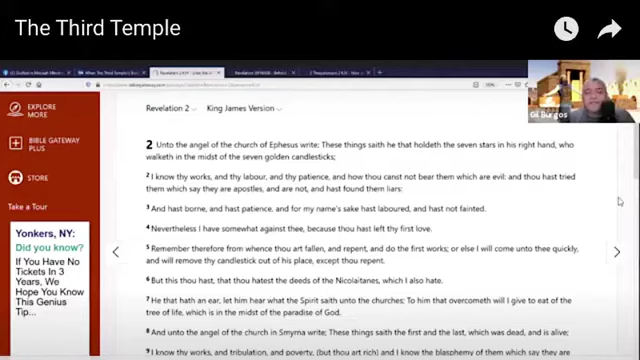 The Third Temple
Revelation 2 KJV
EXPLORE
MORE
BIBLE GATEWAY
PLUS
STORE
Take a Tour
Yonkers, NY:
Did you know?
If You Have No
Tickets In 3
Years, We
Hope You Know
This Genius
Tip...
Revelation 2
King James Version
2 Unto the angel of the church of Ephesus write; These things saith he that holdeth the seven stars in his right hand, who
walketh in the midst of the seven golden candlesticks;
2 I know thy works, and thy labour, and thy patience, and how thou canst not bear them which are evil: and thou hast tried
them which say they are apostles, and are not, and hast found them liars:
3 And hast borne, and hast patience, and for my name's sake hast laboured, and hast not fainted.
4 Nevertheless I have somewhat against thee, because thou hast left thy first love.
5 Remember therefore from whence thou art fallen, and repent, and do the first works; or else I will come unto thee quickly,
and will remove thy candlestick out of his place, except thou repent.
6 But this thou hast, that thou hatest the deeds of the Nicolaitanes, which I also hate.
7 He that hath an ear, let him hear what the Spirit saith unto the churches; To him that overcometh will I give to eat of the
tree of life, which is in the midst of the paradise of God.
8 And unto the angel of the church in Smyrna write; These things saith the first and the last, which was dead, and is alive;
9 I know thy works, and tribulation, and poverty, (but thou art rich) and I know the blasphemy of them which say they are
Gil Burgos